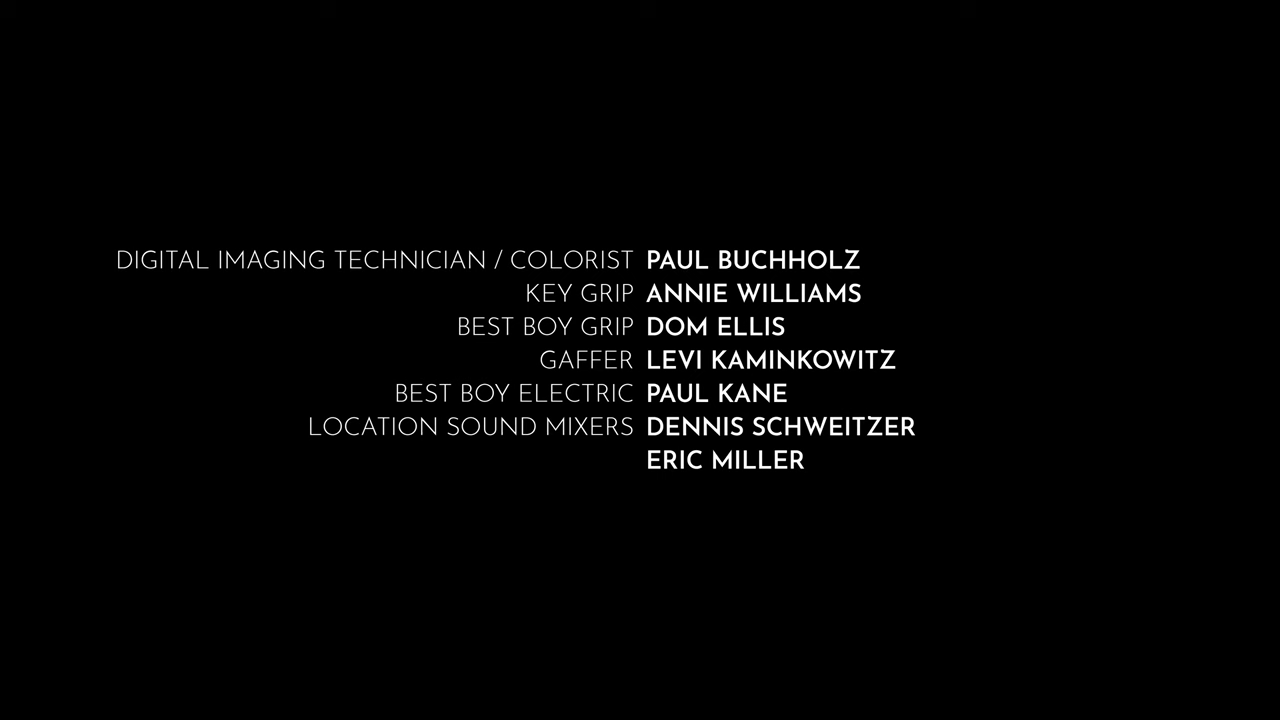 DIGITAL IMAGING TECHNICIAN / COLORIST PAUL BUCHHOLZ
KEY GRIP ANNIE WILLIAMS
BEST BOY GRIP DOM ELLIS
GAFFER LEVI KAMINKOWITZ
BEST BOY ELECTRIC PAUL KANE
LOCATION SOUND MIXERS DENNIS SCHWEITZER
ERIC MILLER